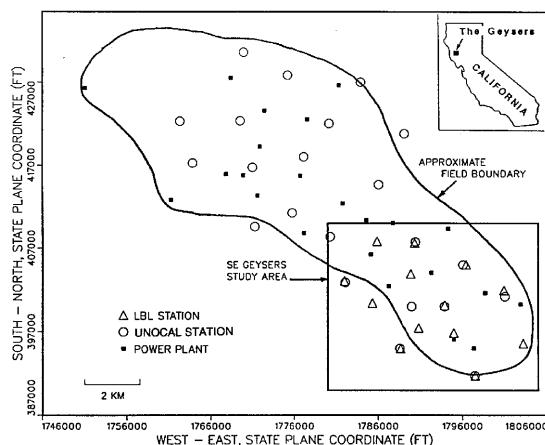 The Geysers
CALIFORNIA
APPROXIMATE
FIELD BOUNDARY
SE GEYSERS
STUDY AREA
LBL STATION
UNOCAL STATION
POWER PLANT
2 KM
SOUTH – NORTH, STATE PLANE COORDINATE (FT)
427000
417000
407000
397000
387000
1746000 1756000 1766000 1776000 1786000 1796000 1806000
WEST – EAST, STATE PLANE COORDINATE (FT)